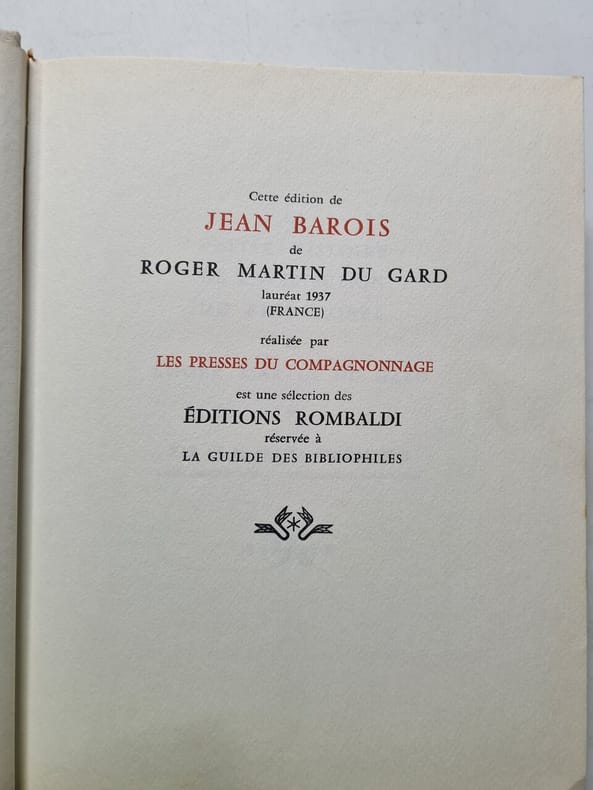 Cette édition de
JEAN BAROIS
de
ROGER MARTIN DU GARD
lauréat 1937
(FRANCE)
réalisée par
LES PRESSES DU COMPAGNONNAGE
est une sélection des
ÉDITIONS ROMBALDI
réservée à
LA GUILDE DES BIBLIOPHILES